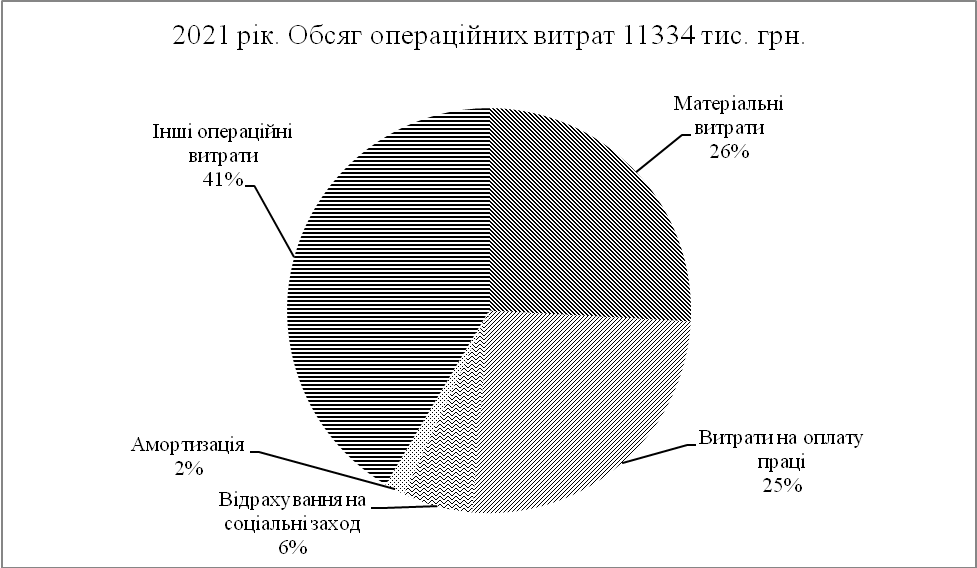 2021 рік. Обсяг операційних витрат 11334 тис. грн.
Матеріальні
витрати
26%
Витрати на оплату
праці
25%
Відрахування на
соціальні заход
6%
Амортизація
2%
Інші операційні
витрати
41%